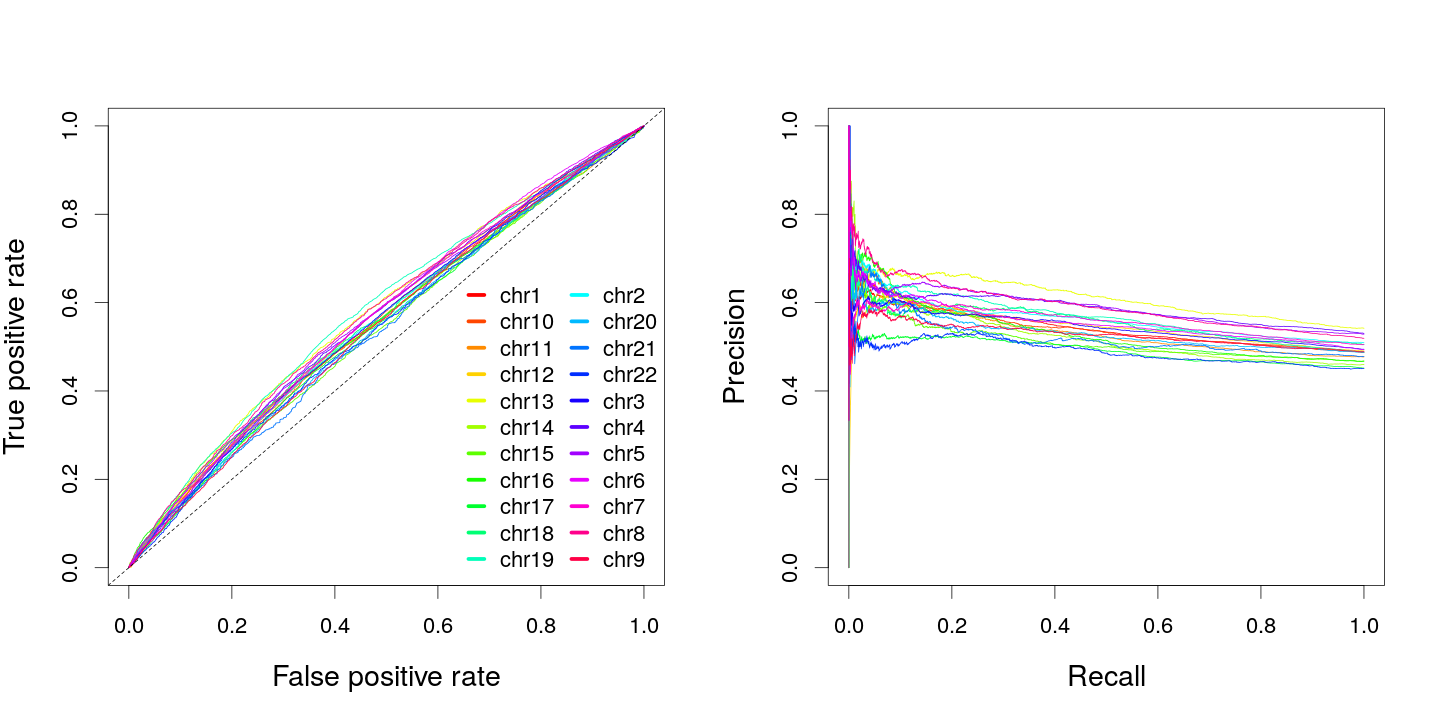 True positive rate
1.0
0.8
0.6
0.4
0.2
0.0
chr1 chr2
chr10 chr20
chr11 chr21
chr12 chr22
chr13 chr3
chr14 chr4
chr15 chr5
chr16 chr6
chr17 chr7
chr18 chr8
chr19 chr9
0.0 0.2 0.4 0.6 0.8 1.0
False positive rate
Precision
1.0
0.8
0.6
0.4
0.2
0.0
0.0 0.2 0.4 0.6 0.8 1.0
Recall